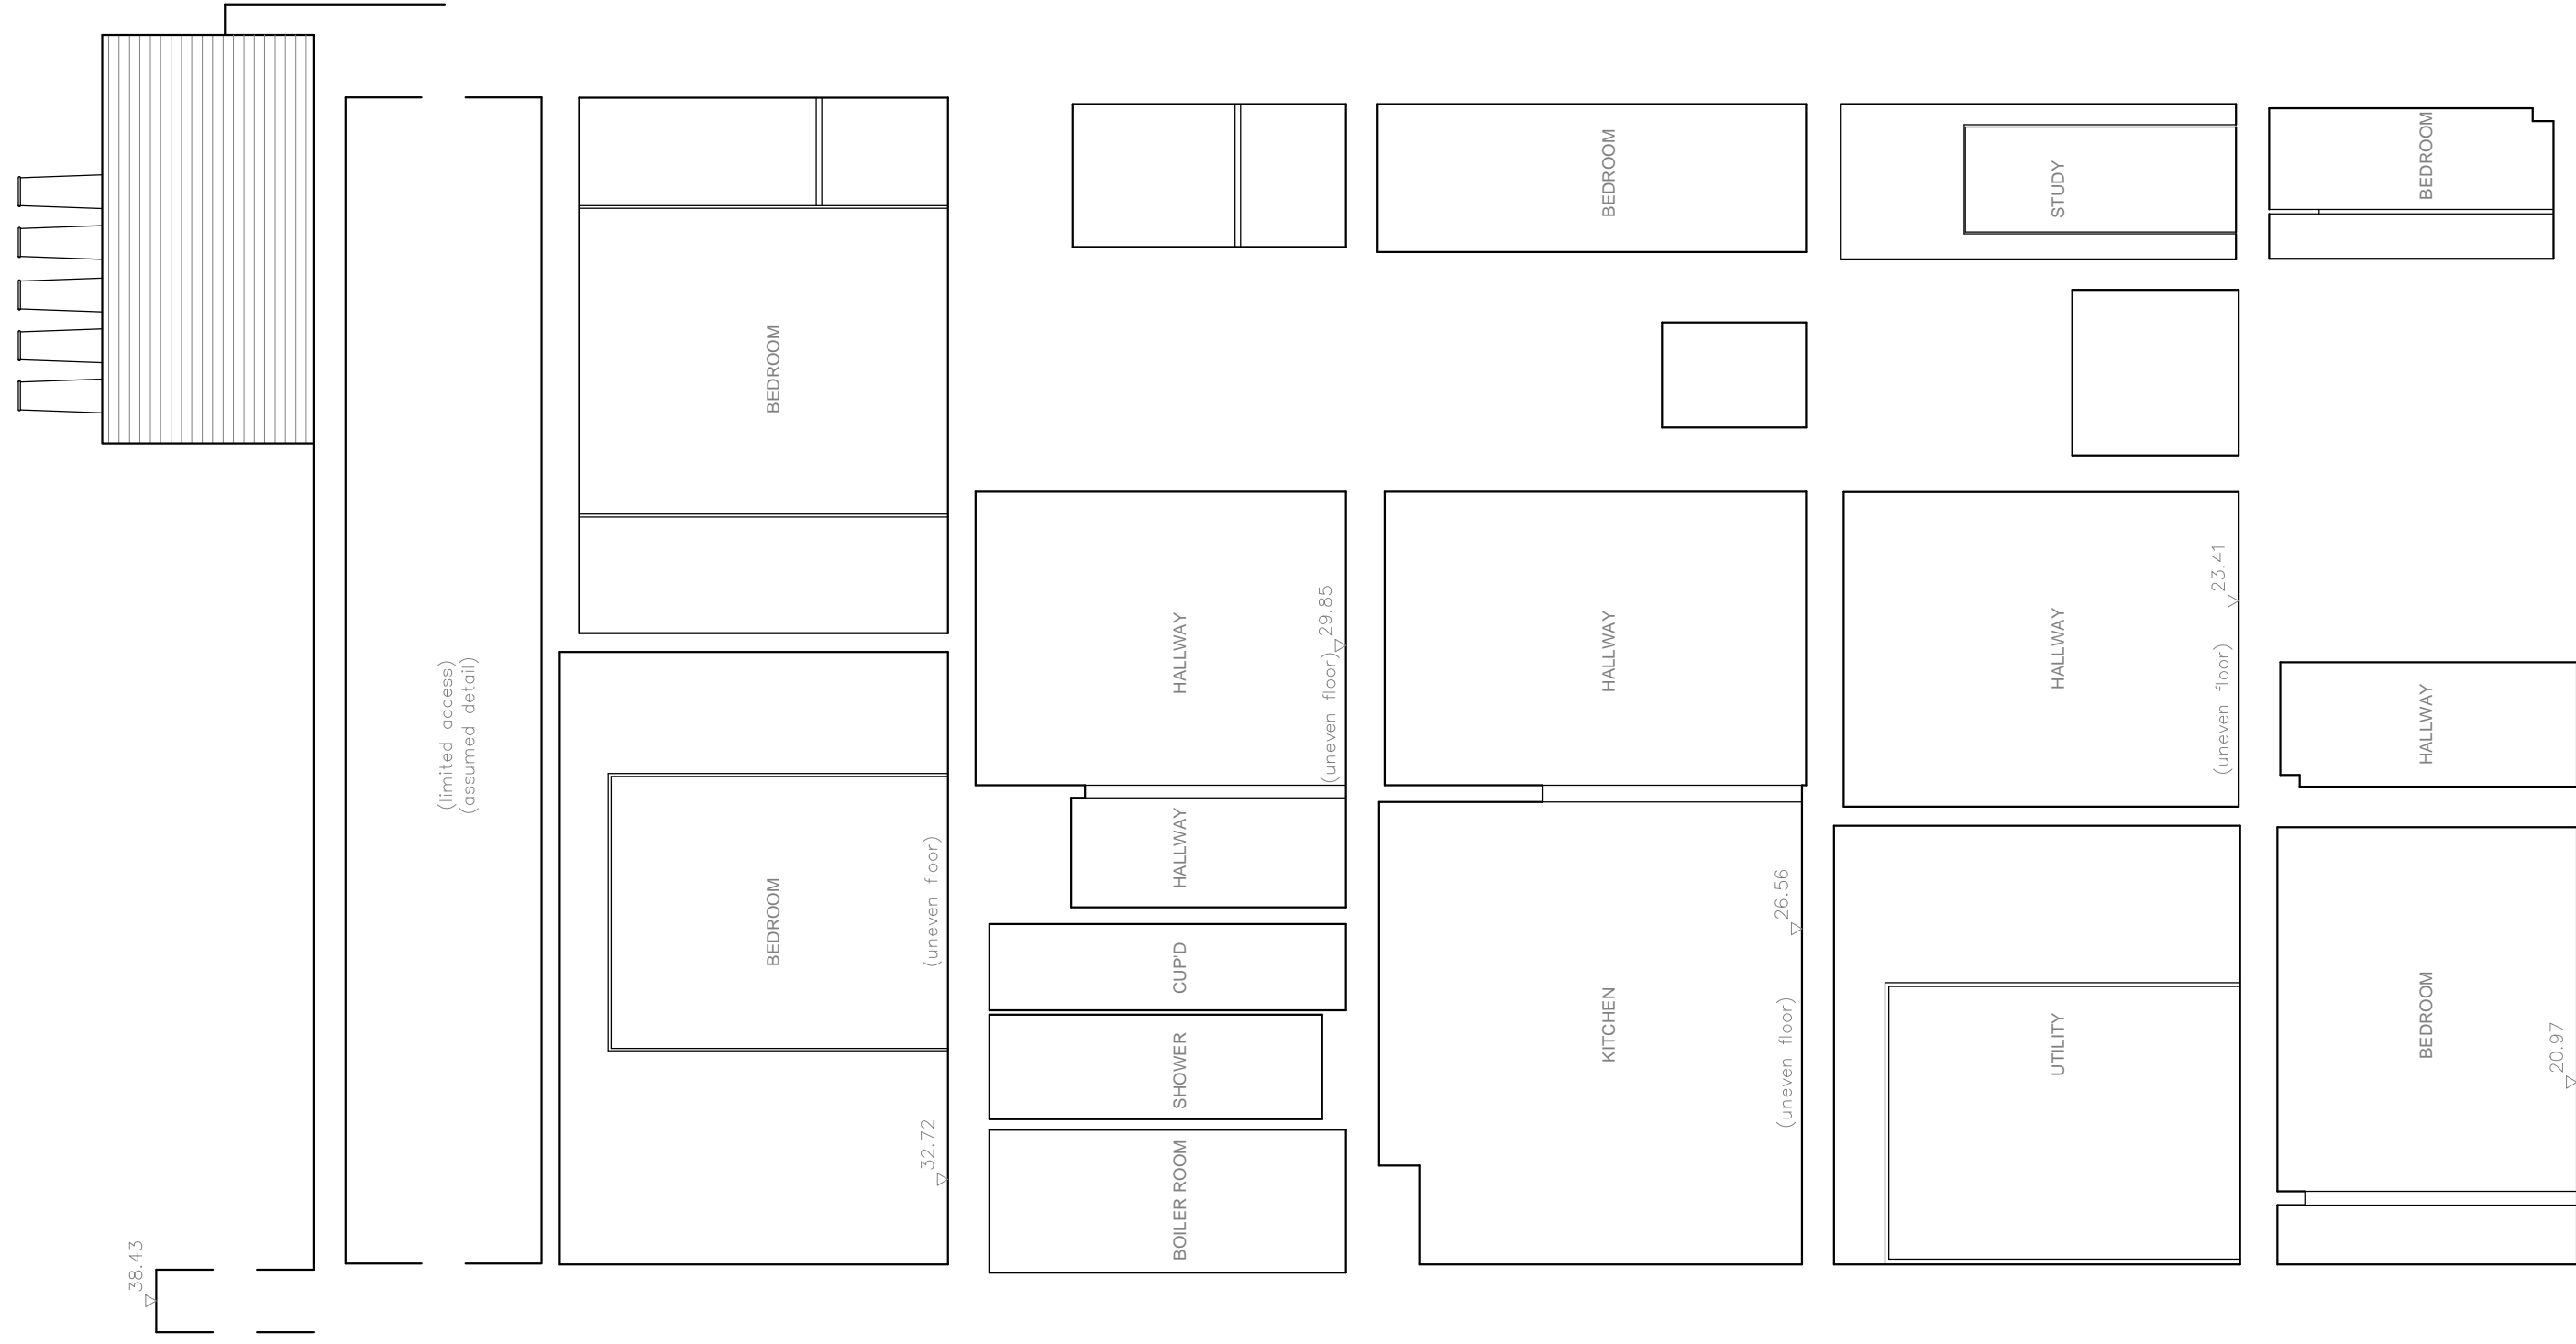 38.43
(limited access)
(assumed detail)
BEDROOM
BEDROOM
(uneven floor)
32.72
HALLWAY
HALLWAY
CUP'D
SHOWER
BOILER ROOM
29.85
(uneven floor)
BEDROOM
HALLWAY
KITCHEN
26.56
(uneven floor)
STUDY
HALLWAY
UTILITY
23.41
(uneven floor)
BEDROOM
HALLWAY
BEDROOM
20.97